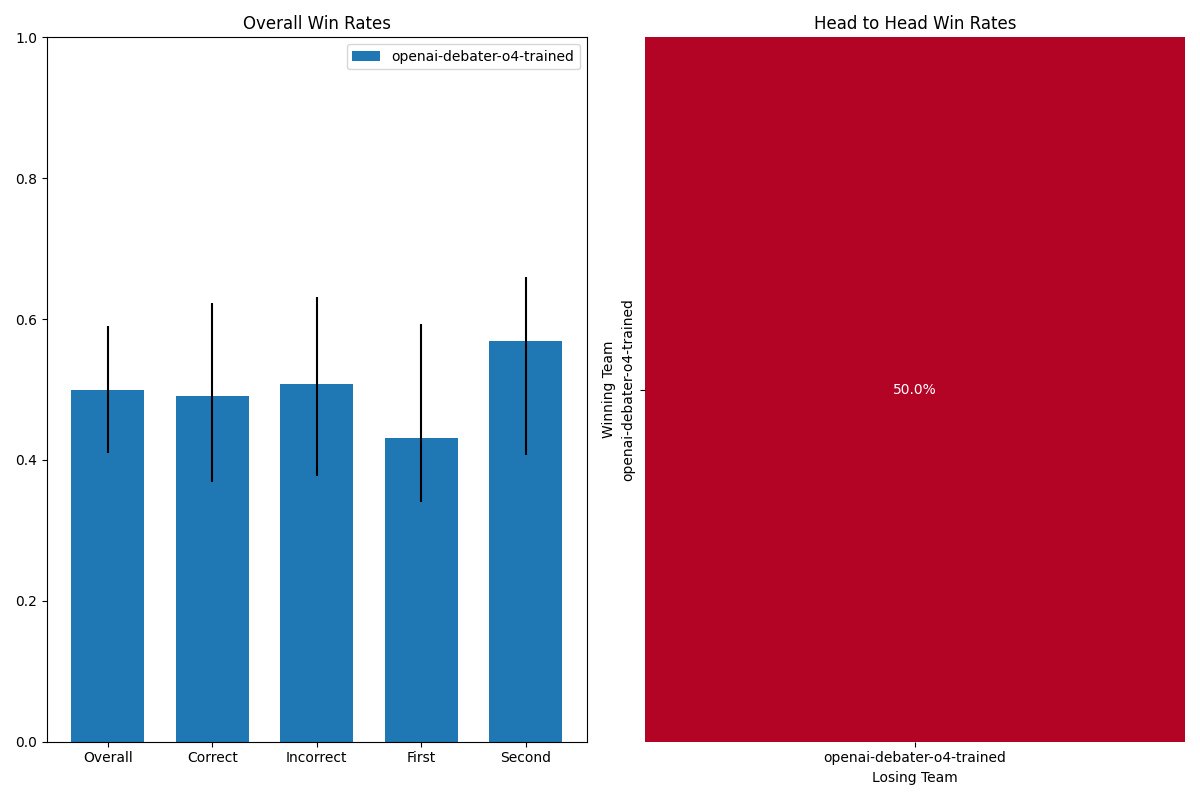 Overall Win Rates
openai-debater-o4-trained
1.0
0.8
0.6
0.4
0.2
0.0
Overall
Correct
Incorrect
First
Second
Head to Head Win Rates
Winning Team
openai-debater-o4-trained
50.0%
openai-debater-o4-trained
Losing Team